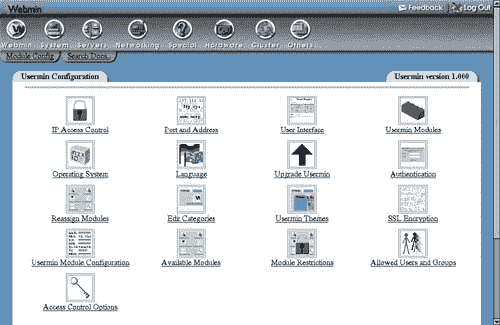 Webmin
Feedback Log Out
Webmin System Servers Networking Special Hardware Cluster Others
Module Config Search Docs..
Usermin Configuration Usermin version 1.000
IP Access Control Port and Address User Interface Usermin Modules
Operating System Language Upgrade Usermin Authentication
Reassign Modules Edit Categories Usermin Themes SSL Encryption
Usermin Module Configuration Available Modules Module Restrictions Allowed Users and Groups
Access Control Options